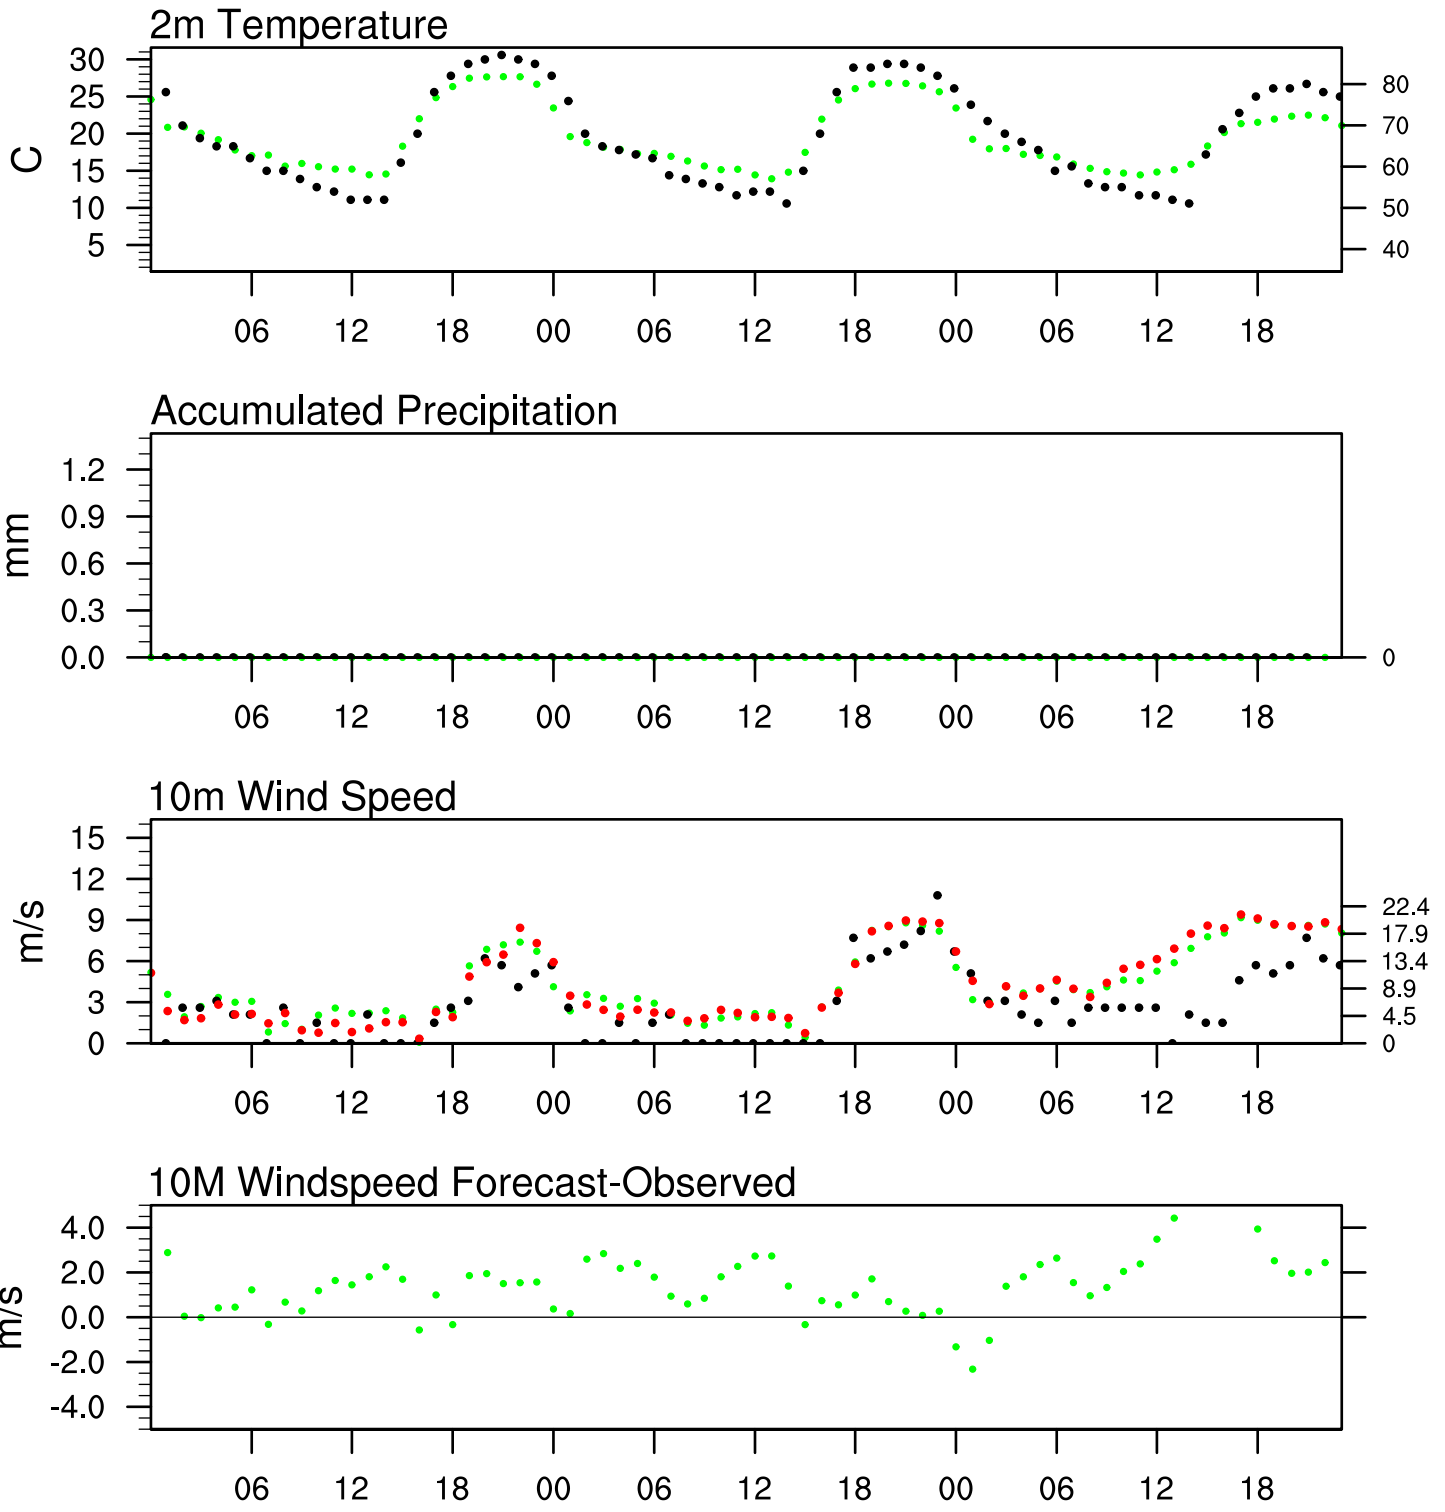 2m Temperature
30
25
20
15
10
5
C
80
70
60
50
40
06 12 18 00 06 12 18 00 06 12 18
Accumulated Precipitation
1.2
0.9
0.6
0.3
0.0
mm
0
06 12 18 00 06 12 18 00 06 12 18
10m Wind Speed
15
12
9
6
3
0
m/s
22.4
17.9
13.4
8.9
4.5
0
06 12 18 00 06 12 18 00 06 12 18
10M Windspeed Forecast-Observed
4.0
2.0
0.0
-2.0
-4.0
m/s
06 12 18 00 06 12 18 00 06 12 18